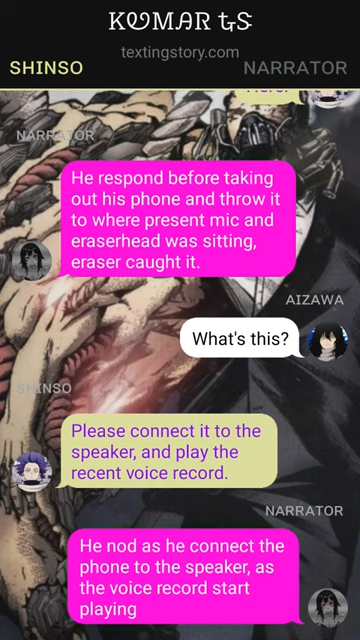 KUMAR GS
textingstory.com
SHINSO
NARRATOR
NARRATOR
He respond before taking
out his phone and throw it
to where present mic and
eraserhead was sitting,
eraser caught it.
AIZAWA
What's this?
SHINSO
Please connect it to the
speaker, and play the
recent voice record.
NARRATOR
He nod as he connect the
phone to the speaker, as
the voice record start
playing